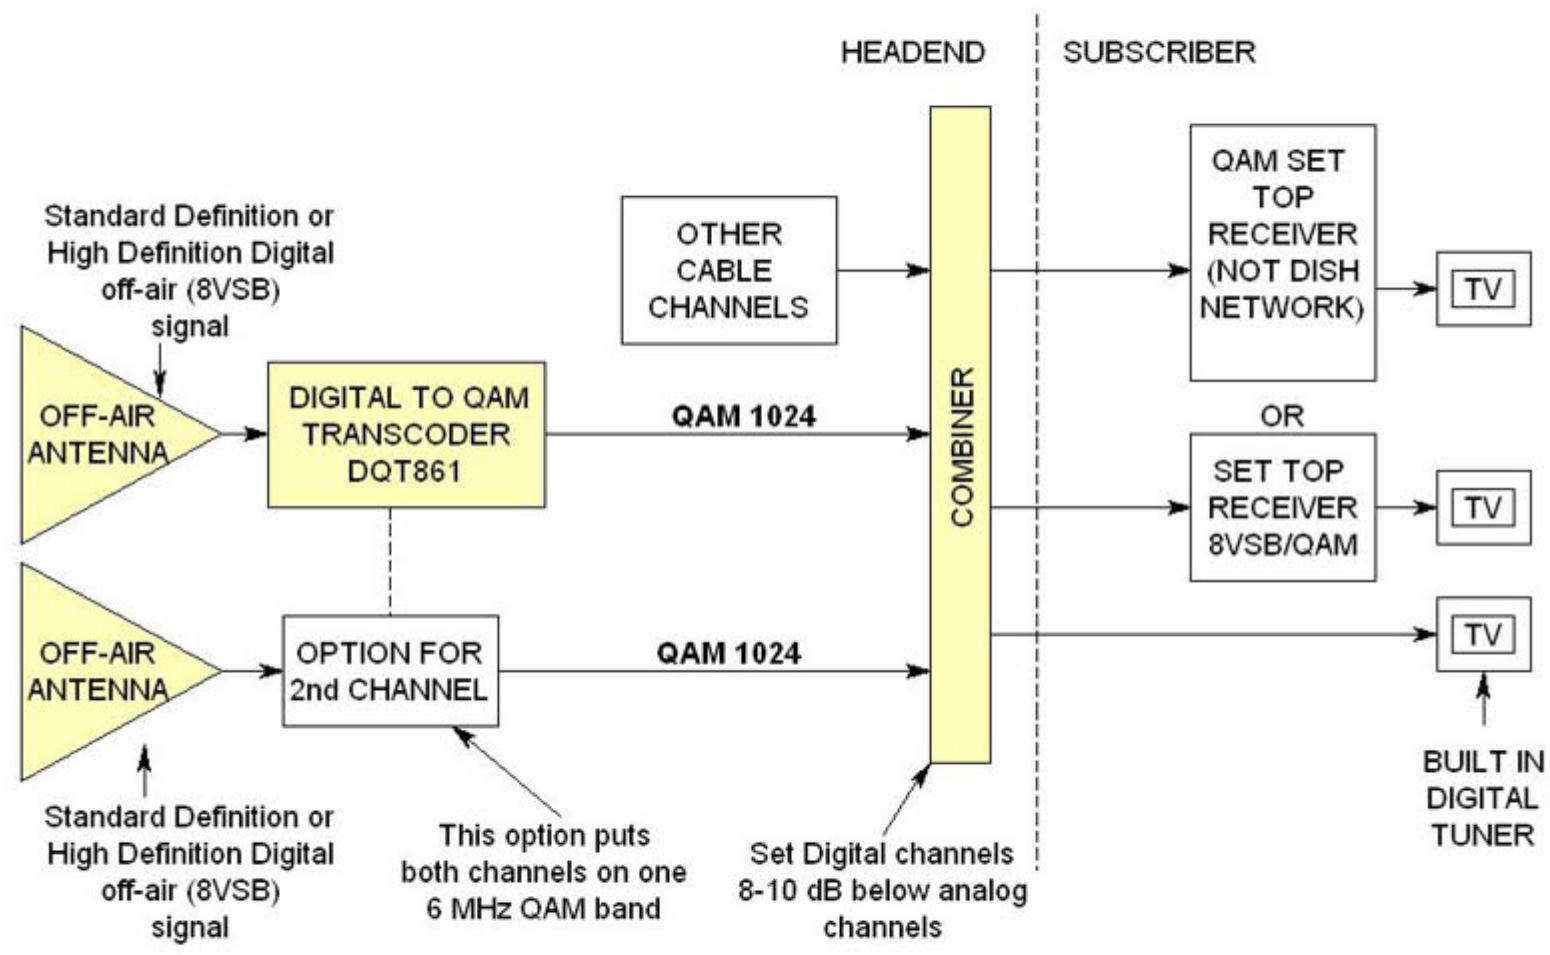 HEADEND
SUBSCRIBER
Standard Definition or
High Definition Digital
off-air (8VSB)
signal
OFF-AIR
ANTENNA
DIGITAL TO QAM
TRANSCODER
DQT861
QAM 1024
OTHER
CABLE
CHANNELS
COMBINER
QAM SET
TOP
RECEIVER
(NOT DISH
NETWORK)
TV
OR
SET TOP
RECEIVER
8VSB/QAM
TV
OFF-AIR
ANTENNA
OPTION FOR
2nd CHANNEL
QAM 1024
TV
BUILT IN
DIGITAL
TUNER
Standard Definition or
High Definition Digital
off-air (8VSB)
signal
This option puts
both channels on one
6 MHz QAM band
Set Digital channels
8-10 dB below analog
channels